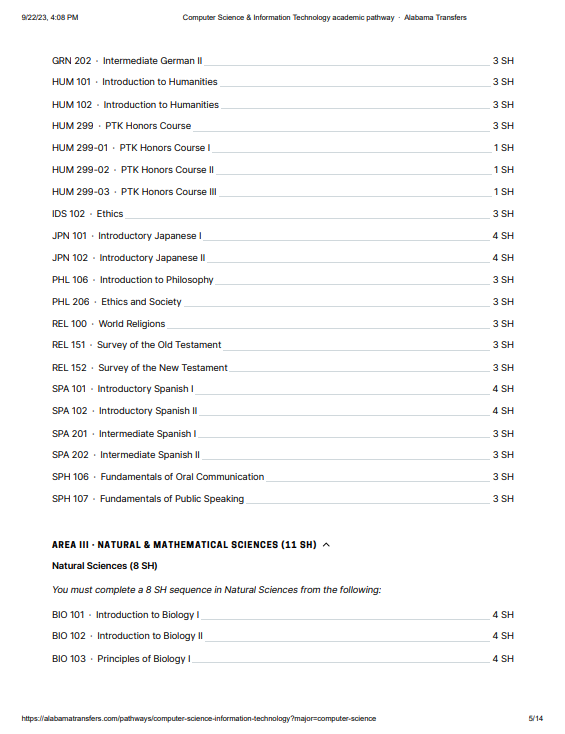 9/22/23, 4:08 PM Computer Science & Information Technology academic pathway · Alabama Transfers
GRN 202 · Intermediate German II 3 SH
HUM 101 · Introduction to Humanities 3 SH
HUM 102 · Introduction to Humanities 3 SH
HUM 299 · PTK Honors Course 3 SH
HUM 299-01 · PTK Honors Course I 1 SH
HUM 299-02 · PTK Honors Course II 1 SH
HUM 299-03 · PTK Honors Course III 1 SH
IDS 102 · Ethics 3 SH
JPN 101 · Introductory Japanese I 4 SH
JPN 102 · Introductory Japanese II 4 SH
PHL 106 · Introduction to Philosophy 3 SH
PHL 206 · Ethics and Society 3 SH
REL 100 · World Religions 3 SH
REL 151 · Survey of the Old Testament 3 SH
REL 152 · Survey of the New Testament 3 SH
SPA 101 · Introductory Spanish I 4 SH
SPA 102 · Introductory Spanish II 4 SH
SPA 201 · Intermediate Spanish I 3 SH
SPA 202 · Intermediate Spanish II 3 SH
SPH 106 · Fundamentals of Oral Communication 3 SH
SPH 107 · Fundamentals of Public Speaking 3 SH
AREA III - NATURAL & MATHEMATICAL SCIENCES (11 SH)
Natural Sciences (8 SH)
You must complete a 8 SH sequence in Natural Sciences from the following:
BIO 101 · Introduction to Biology I 4 SH
BIO 102 · Introduction to Biology II 4 SH
BIO 103 · Principles of Biology I 4 SH
https://alabamatransfers.com/pathways/computer-science-information-technology?major=computer-science 5/14